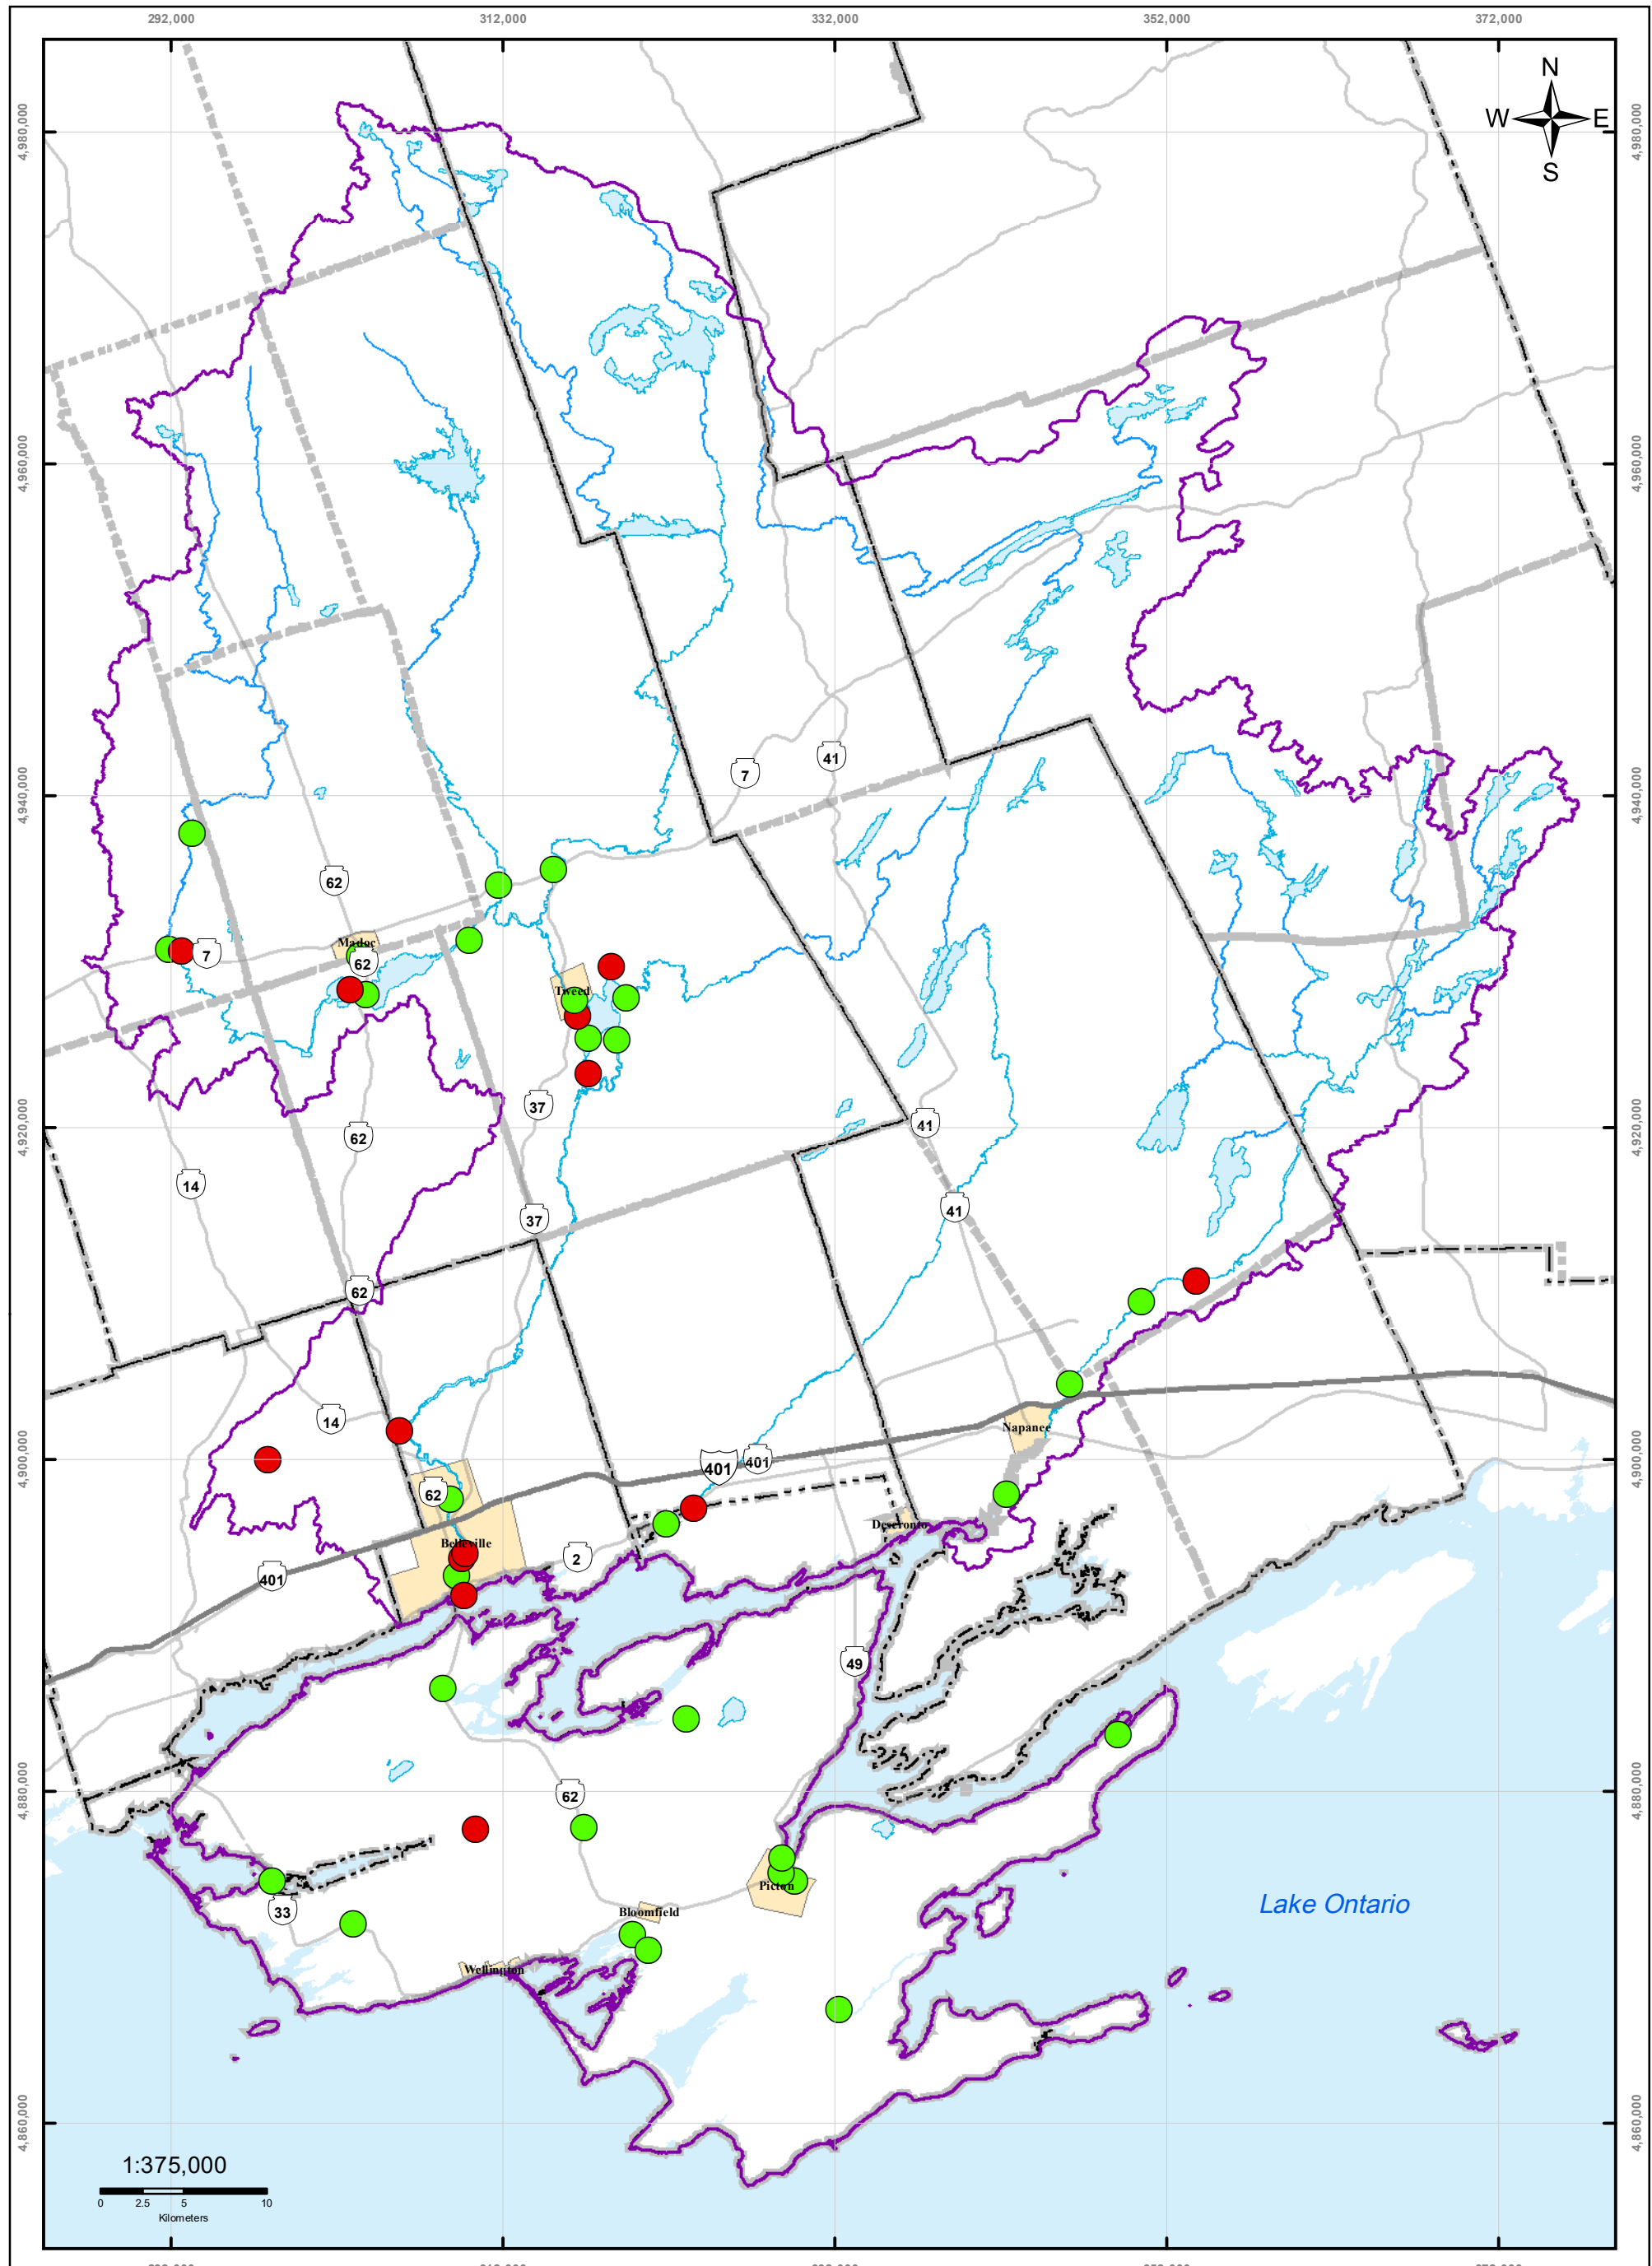 292,000 312,000 332,000 352,000 372,000
N
W E
S
4,980,000 4,980,000
4,960,000 4,960,000
41
7
4,940,000 4,940,000
62
Madoc
7
62
Tweed
37
41
4,920,000 4,920,000
62
14
41
37
62
14
Napanee
4,900,000 401 401 4,900,000
62
Deseronto
Belleville
2
401
49
62
4,880,000 4,880,000
Picton
Lake Ontario
33
Bloomfield
Wellington
4,860,000 4,860,000
1:375,000
0 2.5 5 10
Kilometers